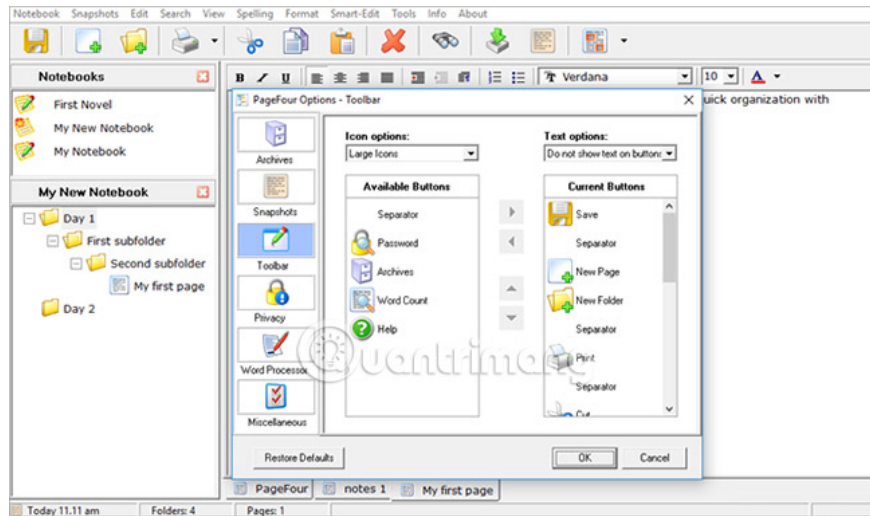 Notebook Snapshots Edit Search View Spelling Format Smart-Edit Tools Info About
Notebooks
First Novel
My New Notebook
My Notebook
My New Notebook
Day 1
First subfolder
Second subfolder
My first page
Day 2
B I U Verdana 10 A
uick organization with
PageFour Options - Toolbar
Archives
Snapshots
Toolbar
Privacy
Word Processor
Miscellaneous
Icon options:
Large Icons
Text options:
Do not show text on buttons
Available Buttons
Separator
Password
Archives
Word Count
Help
Current Buttons
Save
Separator
New Page
New Folder
Separator
Print
Separator
Cut
Quantrimang
Restore Defaults
OK
Cancel
PageFour notes 1 My first page
Today 11.11 am Folders: 4 Pages: 1